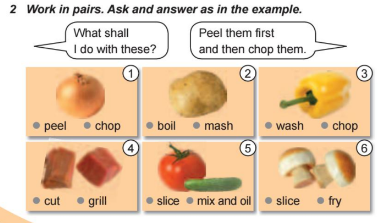 2 Work in pairs. Ask and answer as in the example.
What shall
I do with these?
Peel them first
and then chop them.
1
peel chop
2
boil mash
3
wash chop
4
cut grill
5
slice mix and oil
6
slice fry